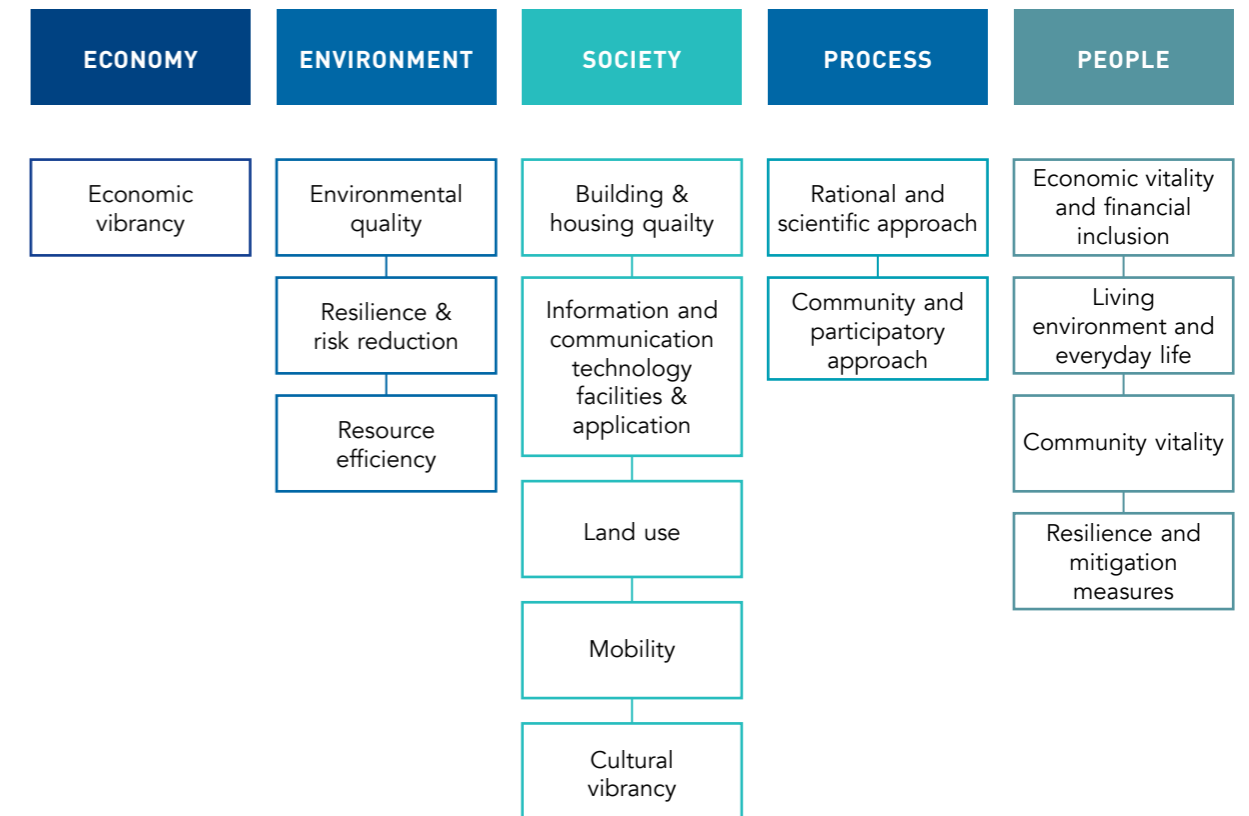 ECONOMY
ENVIRONMENT
SOCIETY
PROCESS
PEOPLE
Economic
vibrancy
Environmental
quality
Resilience &
risk reduction
Resource
efficiency
Building &
housing quailty
Information and
communication
technology
facilities &
application
Land use
Mobility
Cultural
vibrancy
Rational and
scientific approach
Community and
participatory
approach
Economic vitality
and financial
inclusion
Living
environment and
everyday life
Community vitality
Resilience and
mitigation
measures